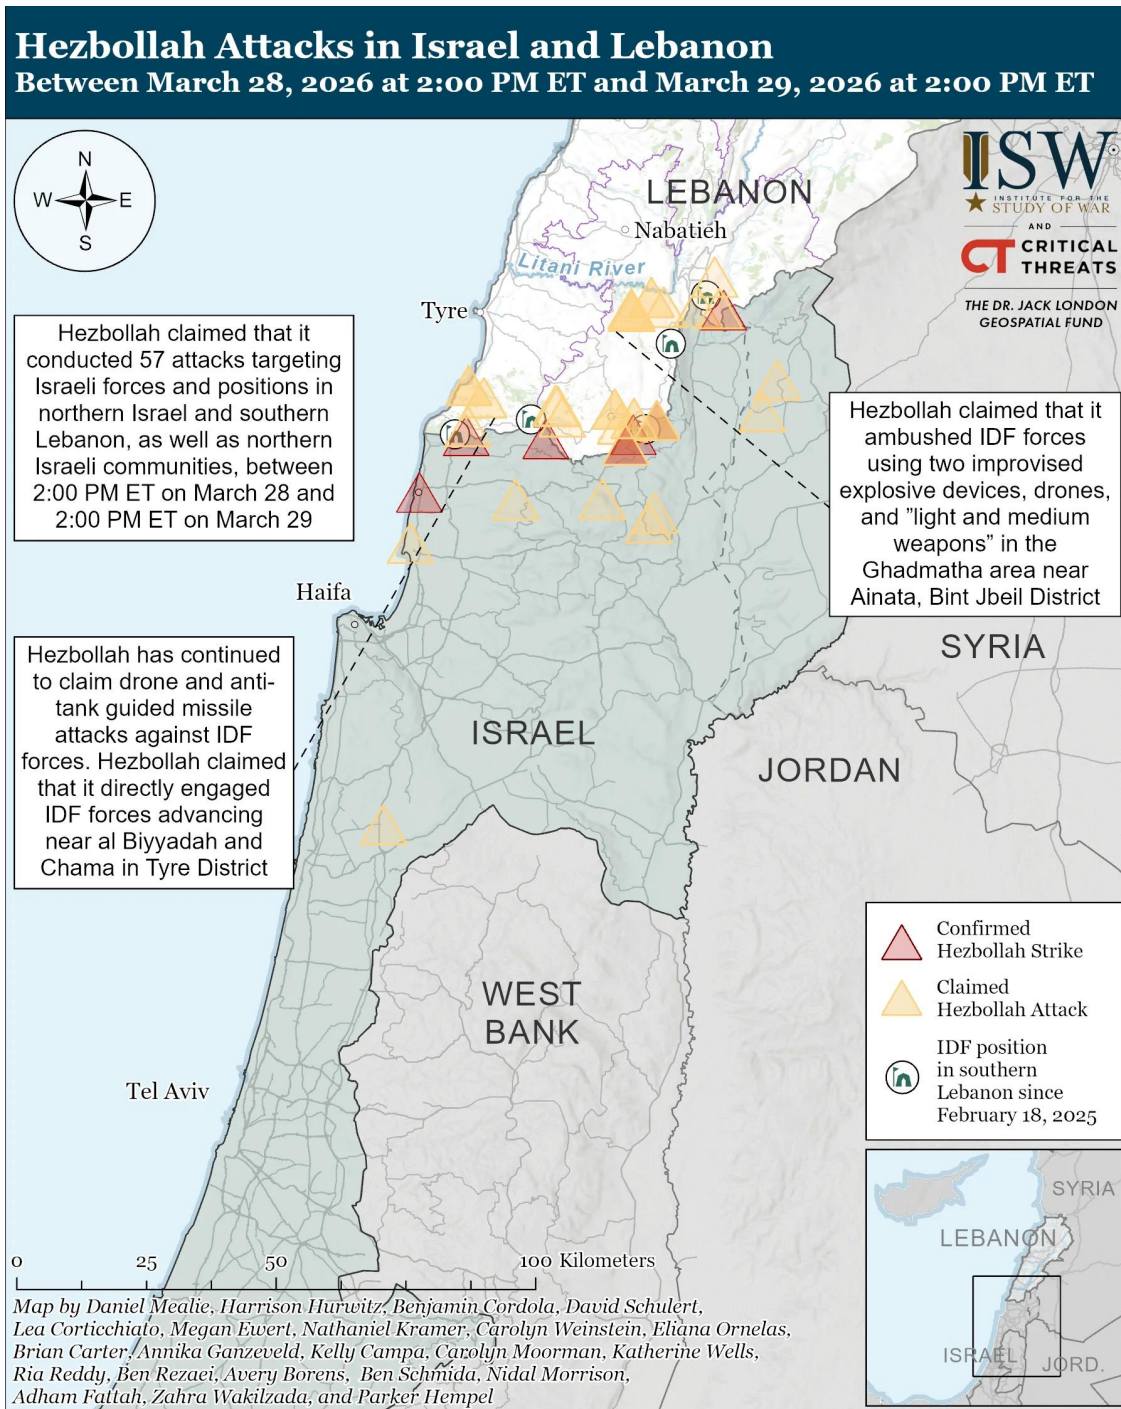 Hezbollah Attacks in Israel and Lebanon
Between March 28, 2026 at 2:00 PM ET and March 29, 2026 at 2:00 PM ET
N
W
E
S
LEBANON
Nabatieh
Litani River
Tyre
ISW
INSTITUTE FOR THE
STUDY OF WAR
AND
CT CRITICAL
THREATS
THE DR. JACK LONDON
GEOSPATIAL FUND
Hezbollah claimed that it
conducted 57 attacks targeting
Israeli forces and positions in
northern Israel and southern
Lebanon, as well as northern
Israeli communities, between
2:00 PM ET on March 28 and
2:00 PM ET on March 29
Hezbollah claimed that it
ambushed IDF forces
using two improvised
explosive devices, drones,
and ”light and medium
weapons” in the
Ghadmatha area near
Ainata, Bint Jbeil District
Haifa
Hezbollah has continued
to claim drone and anti-
tank guided missile
attacks against IDF
forces. Hezbollah claimed
that it directly engaged
IDF forces advancing
near al Biyyadah and
Chama in Tyre District
SYRIA
ISRAEL
JORDAN
WEST
BANK
Tel Aviv
Confirmed
Hezbollah Strike
Claimed
Hezbollah Attack
IDF position
in southern
Lebanon since
February 18, 2025
SYRIA
LEBANON
ISRAEL
JORD.
0 25 50 100 Kilometers
Map by Daniel Mealie, Harrison Hurwitz, Benjamin Cordola, David Schulert,
Lea Corticchiato, Megan Ewert, Nathaniel Kramer, Carolyn Weinstein, Eliana Ornelas,
Brian Carter, Annika Ganzeveld, Kelly Campa, Carolyn Moorman, Katherine Wells,
Ria Reddy, Ben Rezaei, Avery Borens, Ben Schmida, Nidal Morrison,
Adham Fattah, Zahra Wakilzada, and Parker Hempel